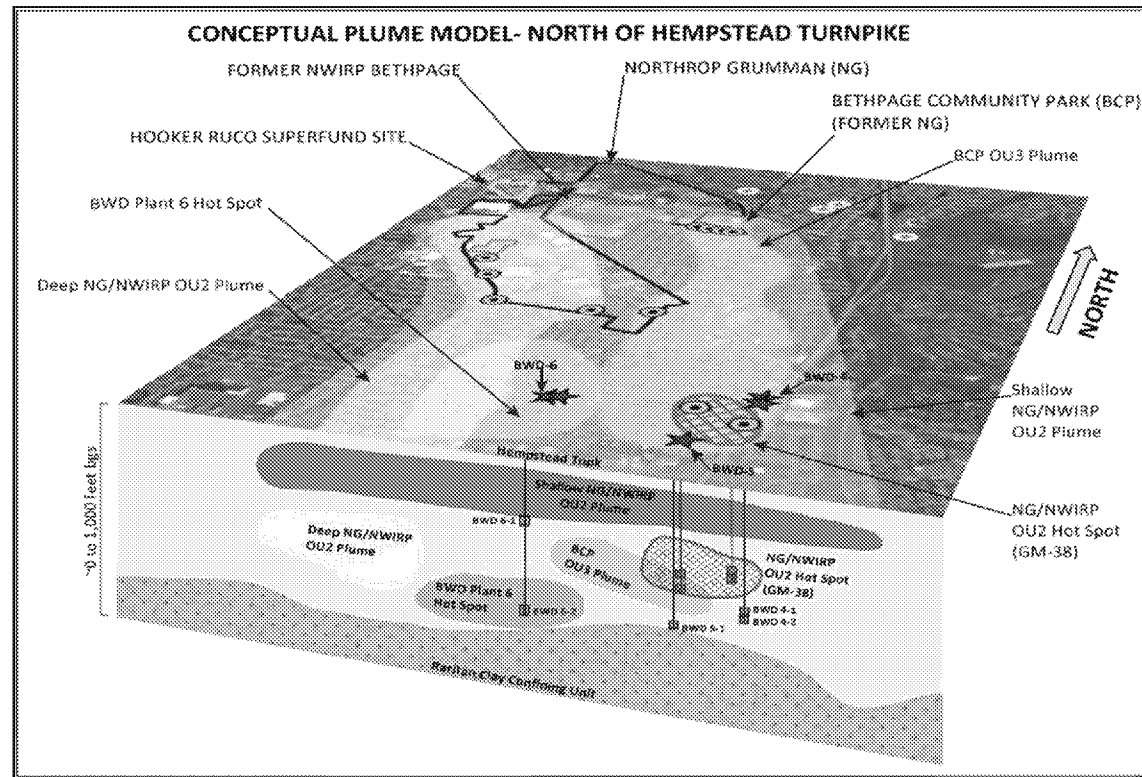 CONCEPTUAL PLUME MODEL- NORTH OF HEMPSTEAD TURNPIKE
FORMER NWIRP BETHPAGE
NORTHROP GRUMMAN (NG)
BETHPAGE COMMUNITY PARK (BCP)
(FORMER NG)
HOOKER RUCO SUPERFUND SITE
BCP OU3 Plume
BWD Plant 6 Hot Spot
Deep NG/NWIRP OU2 Plume
NORTH
BWD-6
BWD-4
Shallow
NG/NWIRP
OU2 Plume
BWD-5
Hempstead Tnpk
~0 to 1,000 Feet bgs
Shallow NG/NWIRP
OU2 Plume
NG/NWIRP
OU2 Hot Spot
(GM-38)
BWD 6-1
Deep NG/NWIRP
OU2 Plume
BCP
OU3 Plume
NG/NWIRP
OU2 Hot Spot
(GM-38)
BWD Plant 6
Hot Spot
BWD 6-2
BWD 4-1
BWD 4-2
BWD 5-1
Raritan Clay Confining Unit